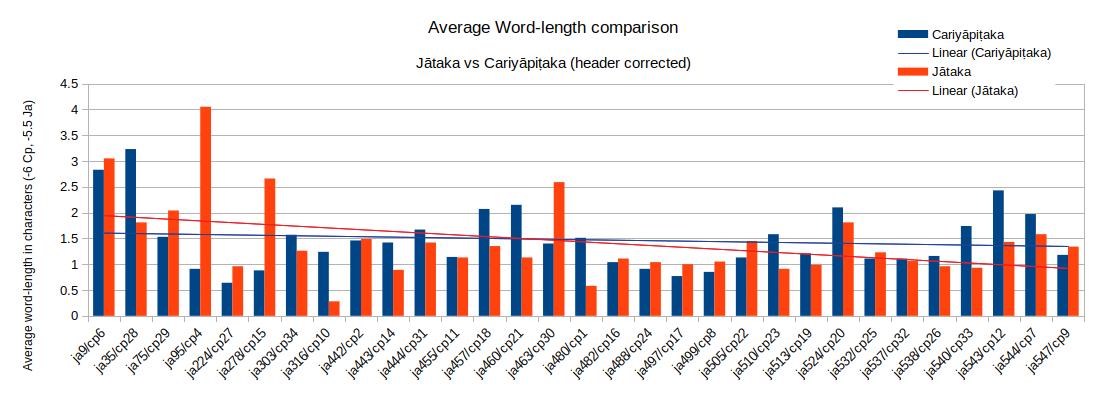 Average Word-length comparison
Jātaka vs Cariyāpiṭaka (header corrected)
Cariyāpiṭaka
Linear (Cariyāpiṭaka)
Jātaka
Linear (Jātaka)
Average word-length in characters (-6 Cp, -5.5 Ja)
4.5
4
3.5
3
2.5
2
1.5
1
0.5
0
ja9/cp6
ja35/cp28
ja75/cp29
ja95/cp4
ja224/cp27
ja278/cp15
ja303/cp34
ja316/cp10
ja442/cp2
ja443/cp14
ja444/cp31
ja455/cp11
ja457/cp18
ja460/cp21
ja463/cp30
ja480/cp1
ja482/cp16
ja488/cp24
ja497/cp17
ja499/cp8
ja505/cp22
ja510/cp23
ja513/cp19
ja524/cp20
ja532/cp25
ja537/cp32
ja538/cp26
ja540/cp33
ja543/cp12
ja544/cp7
ja547/cp9